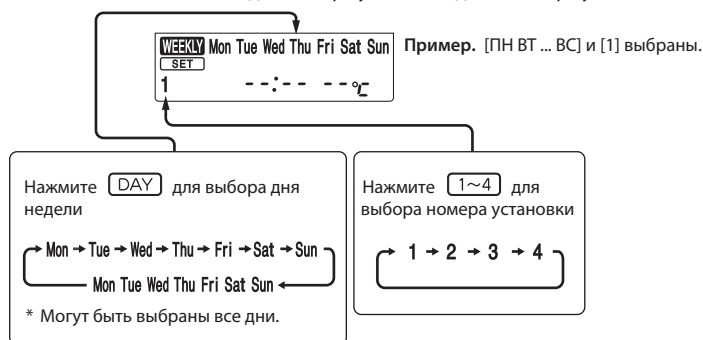 WEEKLY Mon Tue Wed Thu Fri Sat Sun
SET
1 --:-- --°C
Пример. [ПН ВТ ... ВС] и [1] выбраны.
Нажмите DAY для выбора дня
недели
Mon → Tue → Wed → Thu → Fri → Sat → Sun
Mon Tue Wed Thu Fri Sat Sun
* Могут быть выбраны все дни.
Нажмите 1~4 для
выбора номера установки
1 → 2 → 3 → 4